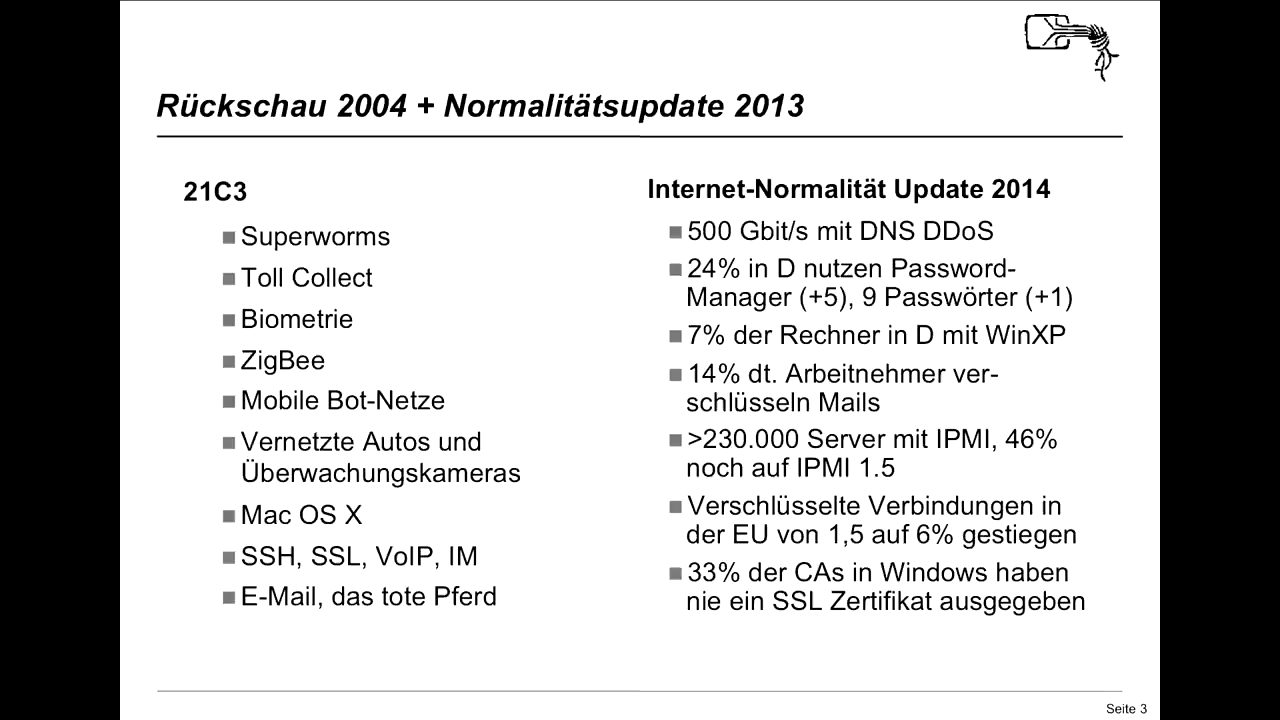 Rückschau 2004 + Normalitätsupdate 2013
21C3
Superworms
Toll Collect
Biometrie
ZigBee
Mobile Bot-Netze
Vernetzte Autos und
Überwachungskameras
Mac OS X
SSH, SSL, VoIP, IM
E-Mail, das tote Pferd
Internet-Normalität Update 2014
500 Gbit/s mit DNS DDoS
24% in D nutzen Password-
Manager (+5), 9 Passwörter (+1)
7% der Rechner in D mit WinXP
14% dt. Arbeitnehmer ver-
schlüsseln Mails
>230.000 Server mit IPMI, 46%
noch auf IPMI 1.5
Verschlüsselte Verbindungen in
der EU von 1,5 auf 6% gestiegen
33% der CAs in Windows haben
nie ein SSL Zertifikat ausgegeben
Seite 3